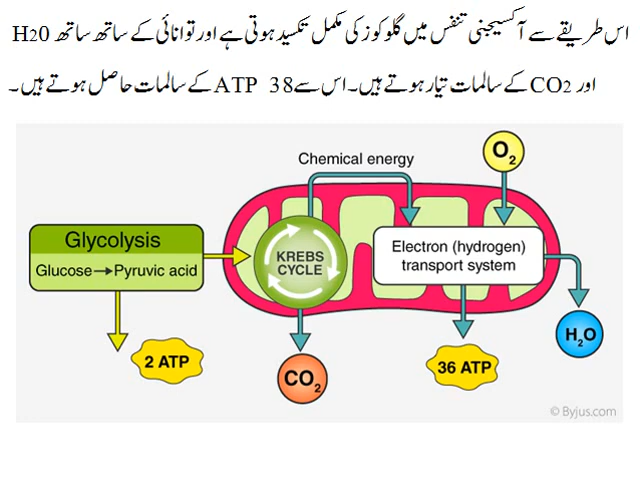 اس طریقے سے آکسیجنی تنفس میں گلوکوز کی مکمل تکسید ہوتی ہے اور توانائی کے ساتھ ساتھ H20
اور CO2 کے سالمات تیار ہوتے ہیں۔ اس سے 38 ATP کے سالمات حاصل ہوتے ہیں۔
Chemical energy
O2
Glycolysis
Glucose→Pyruvic acid
KREBS
CYCLE
Electron (hydrogen)
transport system
2 ATP
CO2
36 ATP
H2O
© Byjus.com